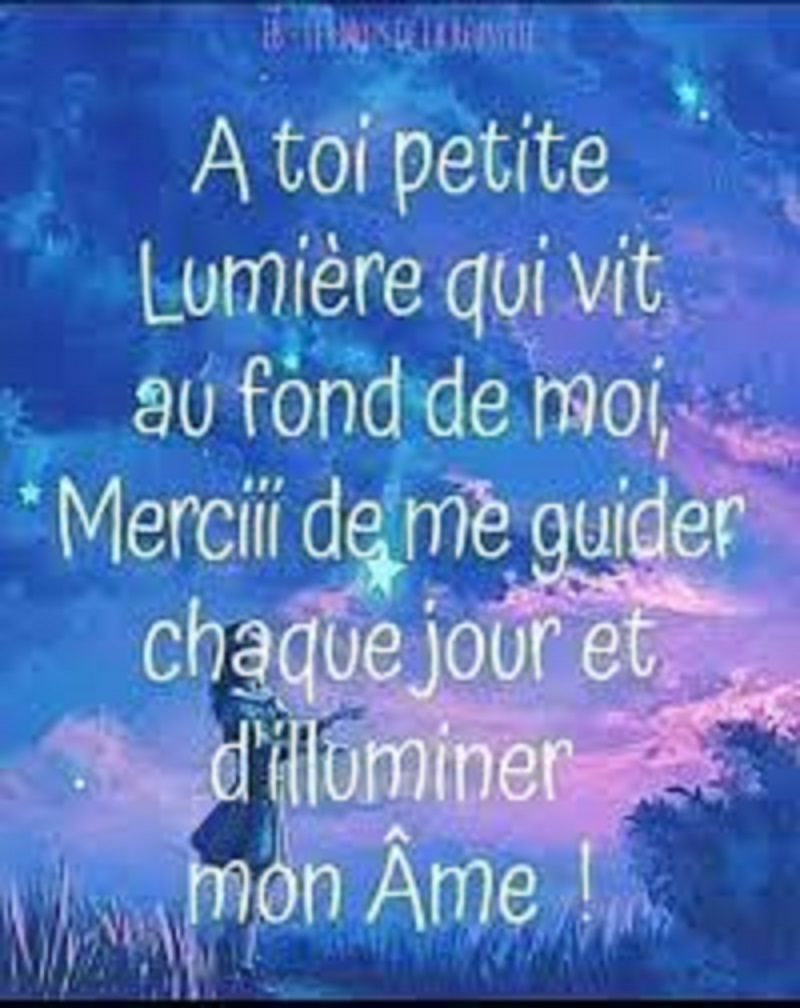 A toi petite
Lumière qui vit
au fond de moi,
Merciii de me guider
chaque jour et
d'illuminer
mon Âme !